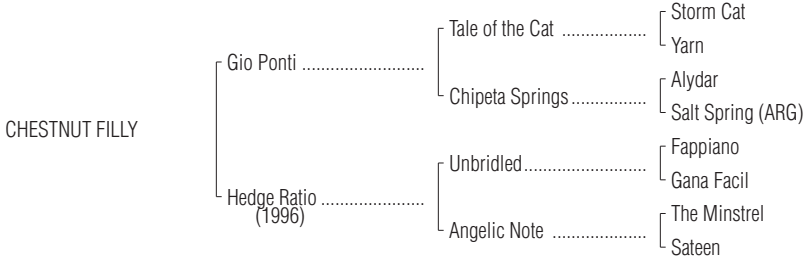 Storm Cat
Tale of the Cat ..................
Yarn
Gio Ponti ..........................
Alydar
Chipeta Springs................
Salt Spring (ARG)
CHESTNUT FILLY
Fappiano
Unbridled..........................
Gana Facil
Hedge Ratio ......................
(1996)
The Minstrel
Angelic Note ....................
Sateen